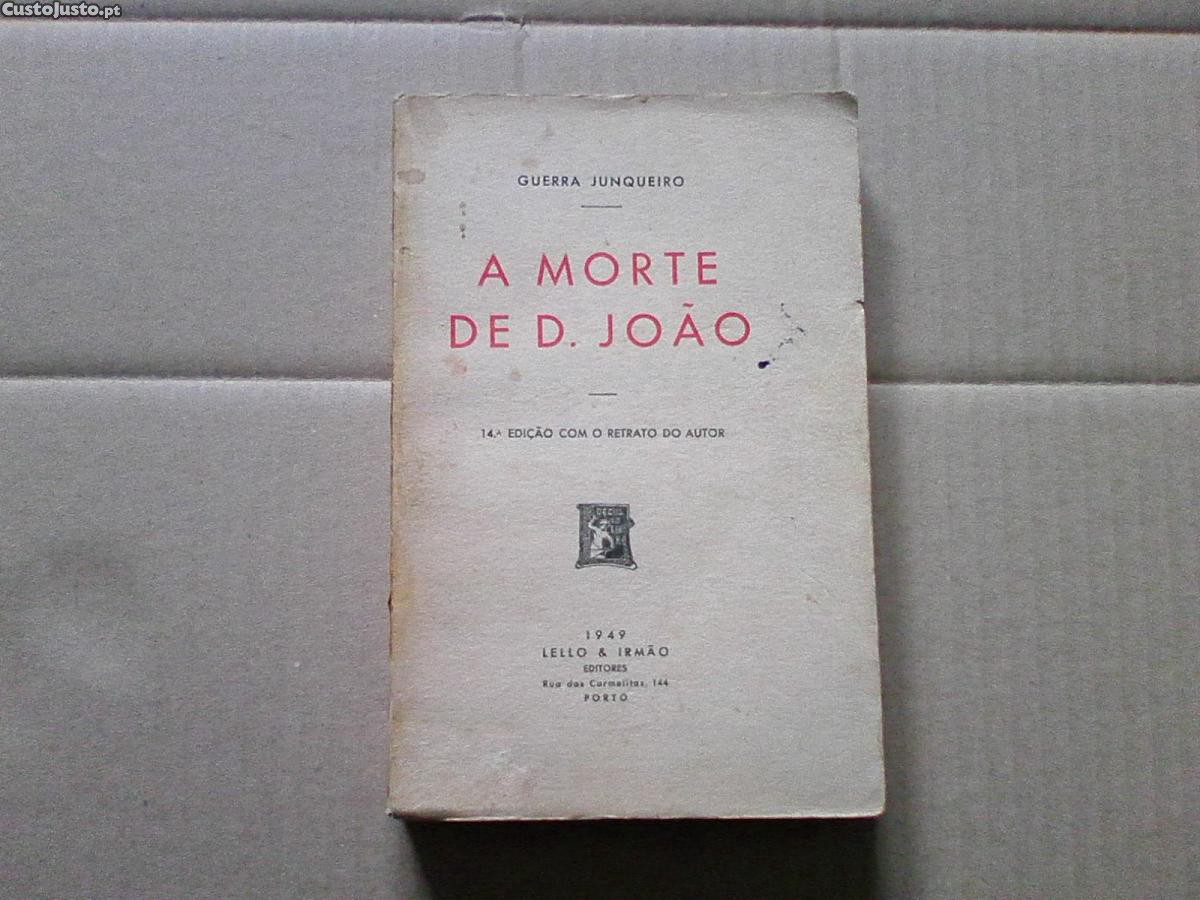 CustoJusto.pt
GUERRA JUNQUEIRO
A MORTE
DE D. JOÃO
14.ª EDIÇÃO COM O RETRATO DO AUTOR
1949
LELLO & IRMÃO
EDITORES
Rua das Carmelitas, 144
PORTO